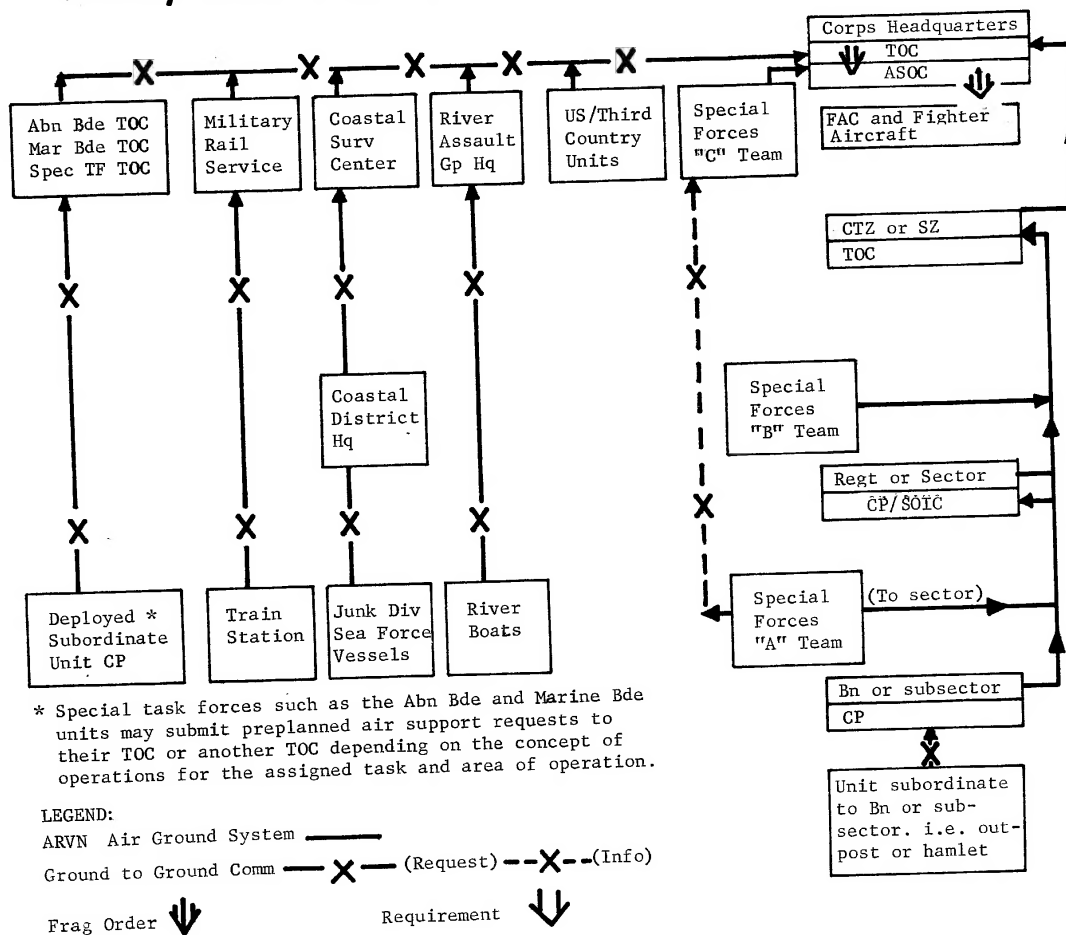 Corps Headquarters
TOC
ASOC
FAC and Fighter
Aircraft
Abn Bde TOC
Mar Bde TOC
Spec TF TOC
Military
Rail
Service
Coastal
Surv
Center
River
Assault
Gp Hq
US/Third
Country
Units
Special
Forces
"C" Team
CTZ or SZ
TOC
Coastal
District
Hq
Special
Forces
"B" Team
Regt or Sector
CP/SOIC
Deployed *
Subordinate
Unit CP
Train
Station
Junk Div
Sea Force
Vessels
River
Boats
Special
Forces
"A" Team
(To sector)
Bn or subsector
CP
Unit subordinate
to Bn or sub-
sector. i.e. out-
post or hamlet
* Special task forces such as the Abn Bde and Marine Bde
units may submit preplanned air support requests to
their TOC or another TOC depending on the concept of
operations for the assigned task and area of operation.
LEGEND:
ARVN Air Ground System
Ground to Ground Comm X (Request) X (Info)
Frag Order Requirement